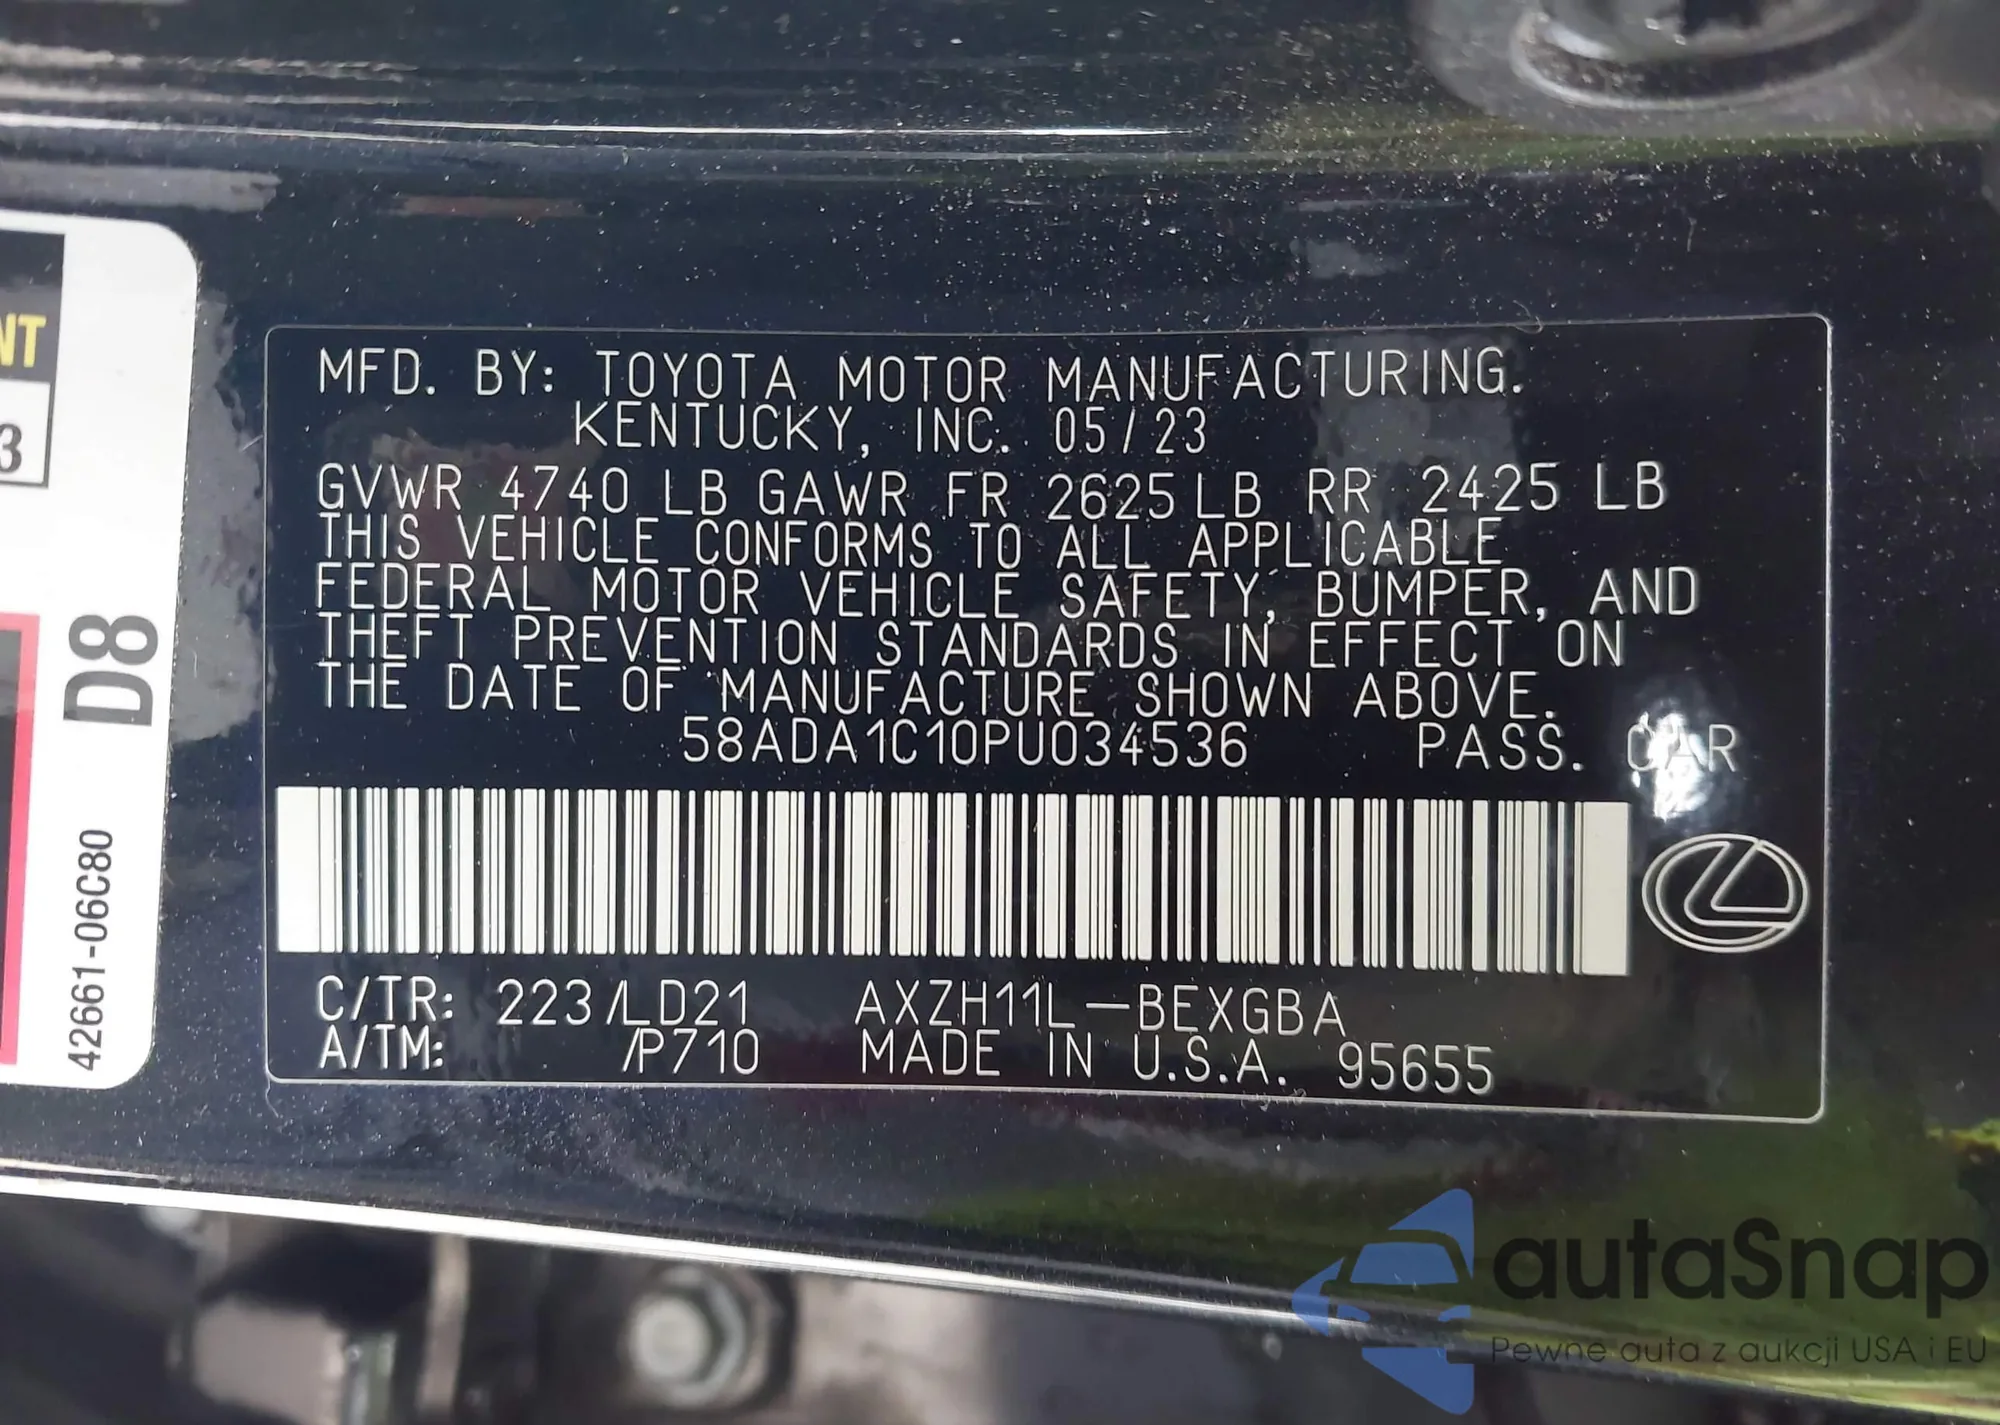 NT
3
D8
42661-06C80
MFD. BY: TOYOTA MOTOR MANUFACTURING.
KENTUCKY, INC. 05/23
GVWR 4740 LB GAWR FR 2625 LB RR 2425 LB
THIS VEHICLE CONFORMS TO ALL APPLICABLE
FEDERAL MOTOR VEHICLE SAFETY, BUMPER, AND
THEFT PREVENTION STANDARDS IN EFFECT ON
THE DATE OF MANUFACTURE SHOWN ABOVE.
58ADA1C10PU034536 PASS. CAR
C/TR: 223/LD21 AXZH11L-BEXGBA
A/TM: /P710 MADE IN U.S.A. 95655
autaSnap
Pewne auta z aukcji USA i EU